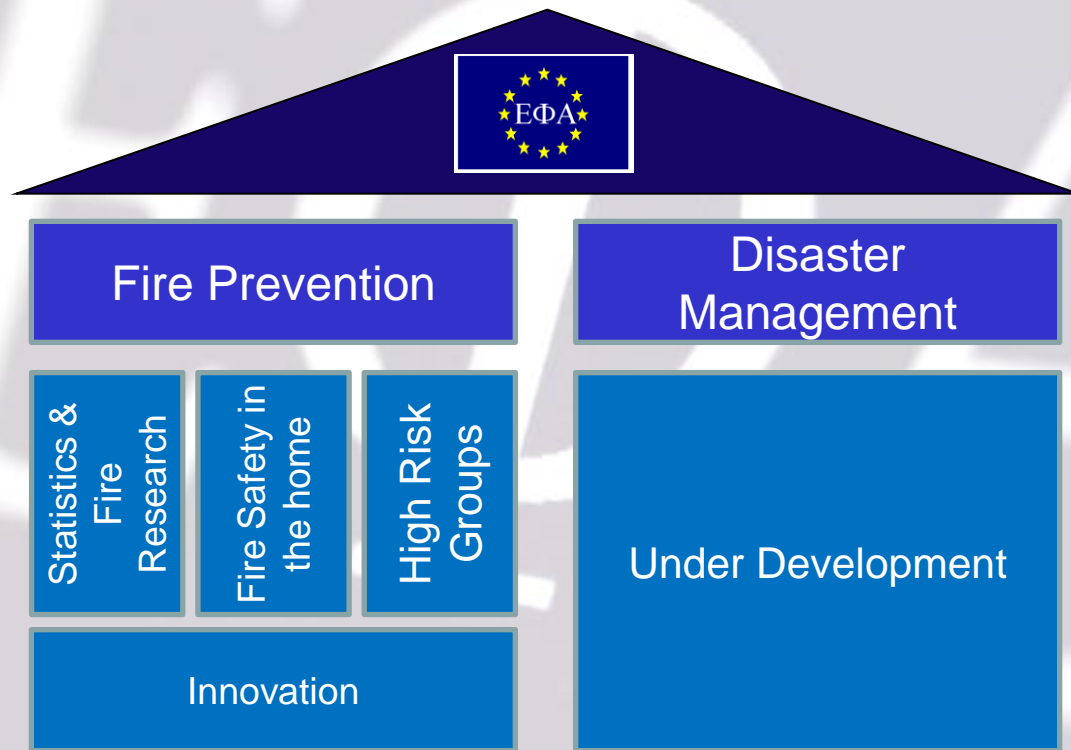 ΕΦΑ
Fire Prevention
Disaster
Management
Statistics &
Fire
Research
Fire Safety in
the home
High Risk
Groups
Under Development
Innovation